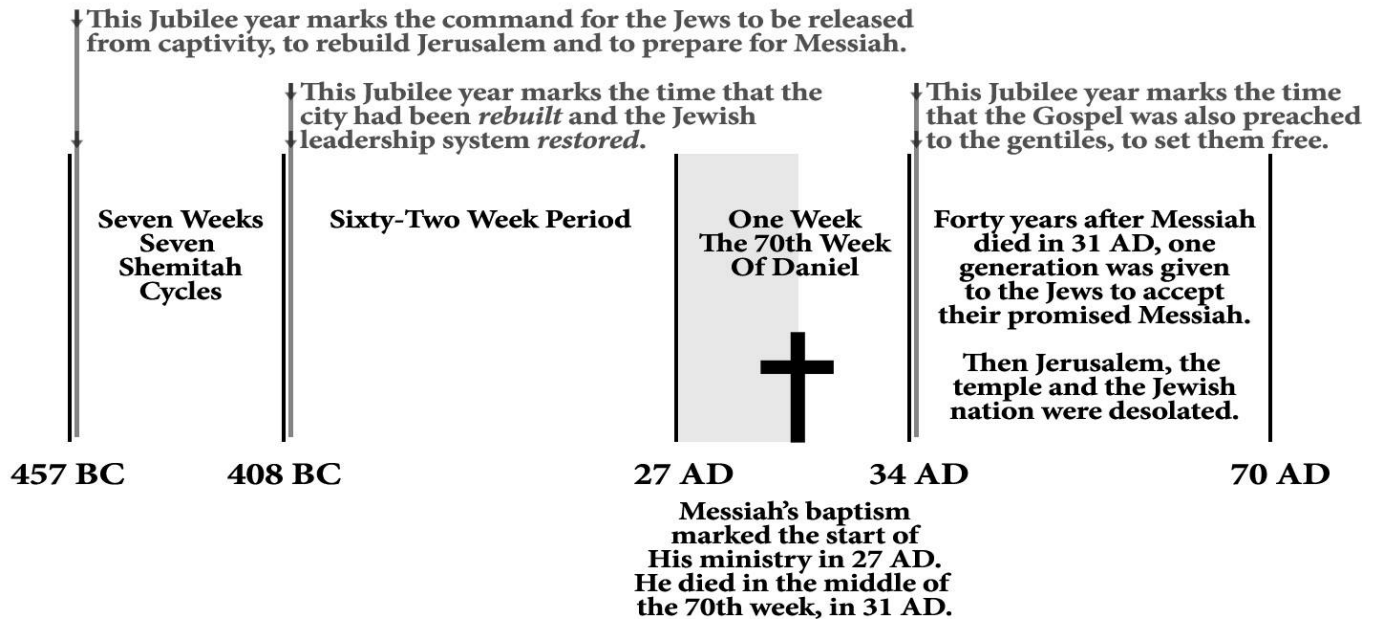 This Jubilee year marks the command for the Jews to be released
from captivity, to rebuild Jerusalem and to prepare for Messiah.
This Jubilee year marks the time that the
city had been rebuilt and the Jewish
leadership system restored.
This Jubilee year marks the time
that the Gospel was also preached
to the gentiles, to set them free.
Seven Weeks
Seven
Shemitah
Cycles
Sixty-Two Week Period
One Week
The 70th Week
Of Daniel
Forty years after Messiah
died in 31 AD, one
generation was given
to the Jews to accept
their promised Messiah.
Then Jerusalem, the
temple and the Jewish
nation were desolated.
457 BC
408 BC
27 AD
34 AD
70 AD
Messiah's baptism
marked the start of
His ministry in 27 AD.
He died in the middle of
the 70th week, in 31 AD.